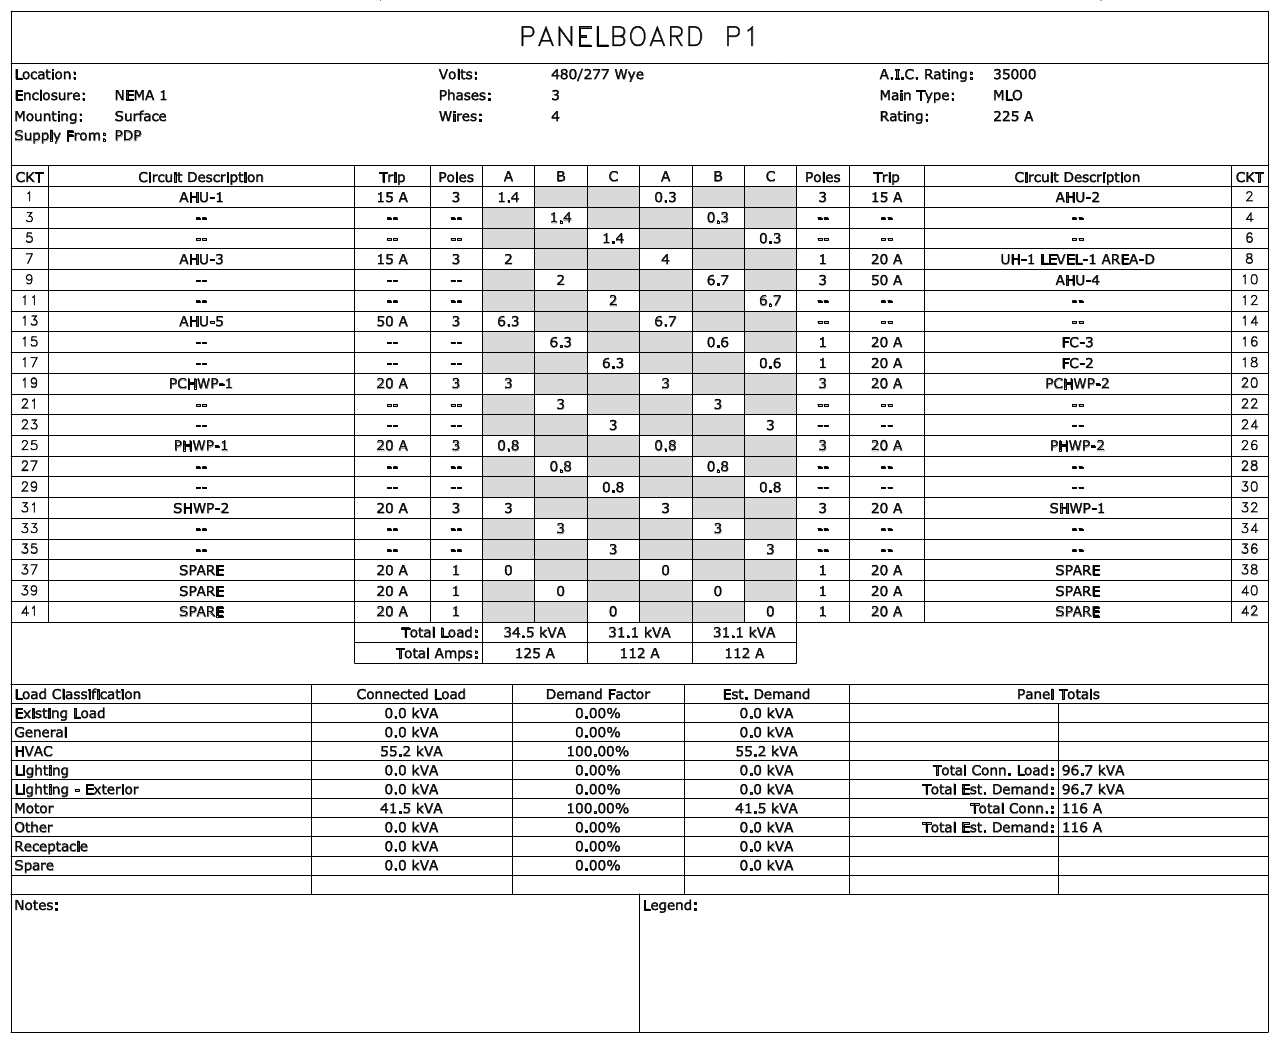 PANELBOARD P1
Location: Volts: 480/277 Wye A.I.C. Rating: 35000
Enclosure: NEMA 1 Phases: 3 Main Type: MLO
Mounting: Surface Wires: 4 Rating: 225 A
Supply From: PDP
CKT Circuit Description Trip Poles A B C A B C Poles Trip Circuit Description CKT
1 AHU-1 15 A 3 1.4 0.3 3 15 A AHU-2 2
3 -- -- -- 1.4 0.3 -- -- -- 4
5 -- -- -- 1.4 0.3 -- -- -- 6
7 AHU-3 15 A 3 2 4 1 20 A UH-1 LEVEL-1 AREA-D 8
9 -- -- -- 2 6.7 3 50 A AHU-4 10
11 -- -- -- 2 6.7 -- -- -- 12
13 AHU-5 50 A 3 6.3 6.7 -- -- -- 14
15 -- -- -- 6.3 0.6 1 20 A FC-3 16
17 -- -- -- 6.3 0.6 1 20 A FC-2 18
19 PCHWP-1 20 A 3 3 3 3 20 A PCHWP-2 20
21 -- -- -- 3 3 -- -- -- 22
23 -- -- -- 3 3 -- -- -- 24
25 PHWP-1 20 A 3 0.8 0.8 3 20 A PHWP-2 26
27 -- -- -- 0.8 0.8 -- -- -- 28
29 -- -- -- 0.8 0.8 -- -- -- 30
31 SHWP-2 20 A 3 3 3 3 20 A SHWP-1 32
33 -- -- -- 3 3 -- -- -- 34
35 -- -- -- 3 3 -- -- -- 36
37 SPARE 20 A 1 0 0 1 20 A SPARE 38
39 SPARE 20 A 1 0 0 1 20 A SPARE 40
41 SPARE 20 A 1 0 0 1 20 A SPARE 42
Total Load: 34.5 kVA 31.1 kVA 31.1 kVA
Total Amps: 125 A 112 A 112 A
Load Classification Connected Load Demand Factor Est. Demand Panel Totals
Existing Load 0.0 kVA 0.00% 0.0 kVA
General 0.0 kVA 0.00% 0.0 kVA
HVAC 55.2 kVA 100.00% 55.2 kVA
Lighting 0.0 kVA 0.00% 0.0 kVA Total Conn. Load: 96.7 kVA
Lighting - Exterior 0.0 kVA 0.00% 0.0 kVA Total Est. Demand: 96.7 kVA
Motor 41.5 kVA 100.00% 41.5 kVA Total Conn.: 116 A
Other 0.0 kVA 0.00% 0.0 kVA Total Est. Demand: 116 A
Receptacle 0.0 kVA 0.00% 0.0 kVA
Spare 0.0 kVA 0.00% 0.0 kVA
Notes: Legend: